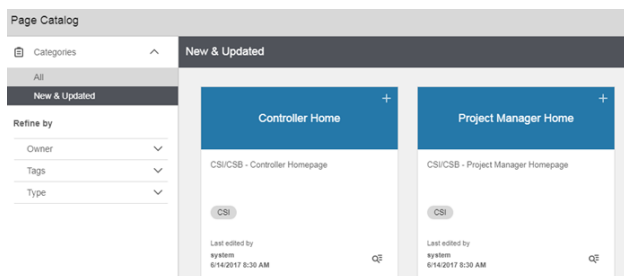 Page Catalog
Categories
All
New & Updated
Refine by
Owner
Tags
Type
New & Updated
Controller Home
CSI/CSB - Controller Homepage
CSI
Last edited by
system
6/14/2017 8:30 AM
Project Manager Home
CSI/CSB - Project Manager Homepage
CSI
Last edited by
system
6/14/2017 8:30 AM